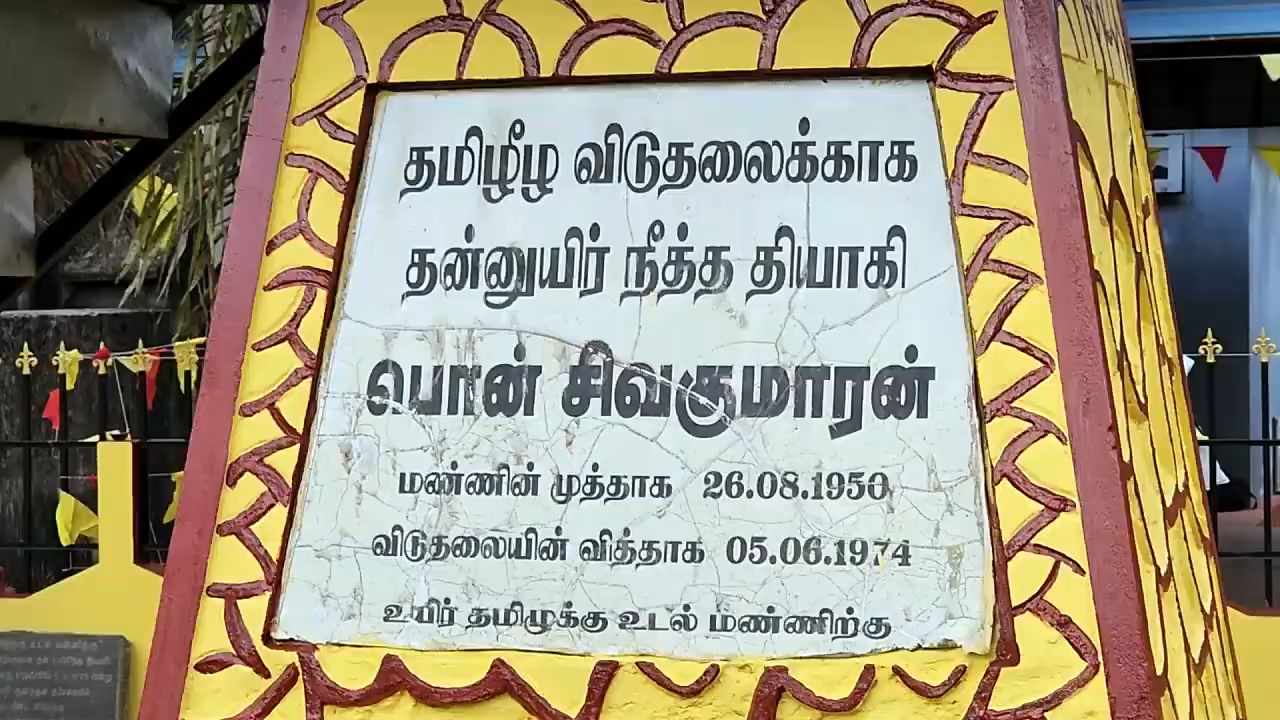 தமிழீழ விடுதலைக்காக
தன்னுயிர் நீத்த தியாகி
பொன் சிவகுமாரன்
மண்ணின் முத்தாக 26.08.1950
விடுதலையின் வித்தாக 05.06.1974
உயிர் தமிழுக்கு உடல் மண்ணிற்கு